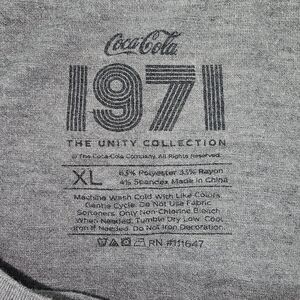 Coca-Cola
1971
THE UNITY COLLECTION
© The Coca-Cola Company. All Rights Reserved.
XL
63% Polyester 33% Rayon
4% Spandex Made in China
Machine Wash Cold With Like Colors.
Gentle Cycle. Do Not Use Fabric
Softeners. Only Non-Chlorine Bleach
When Needed. Tumble Dry Low. Cool
Iron If Needed. Do Not Iron Decoration.
RN #111647